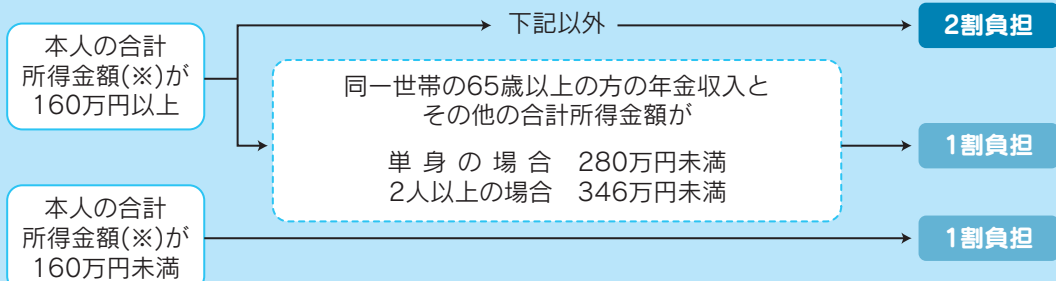 本人の合計
所得金額(※)が
160万円以上
下記以外
2割負担
同一世帯の65歳以上の方の年金収入と
その他の合計所得金額が
単身の場合 280万円未満
2人以上の場合 346万円未満
1割負担
本人の合計
所得金額(※)が
160万円未満
1割負担